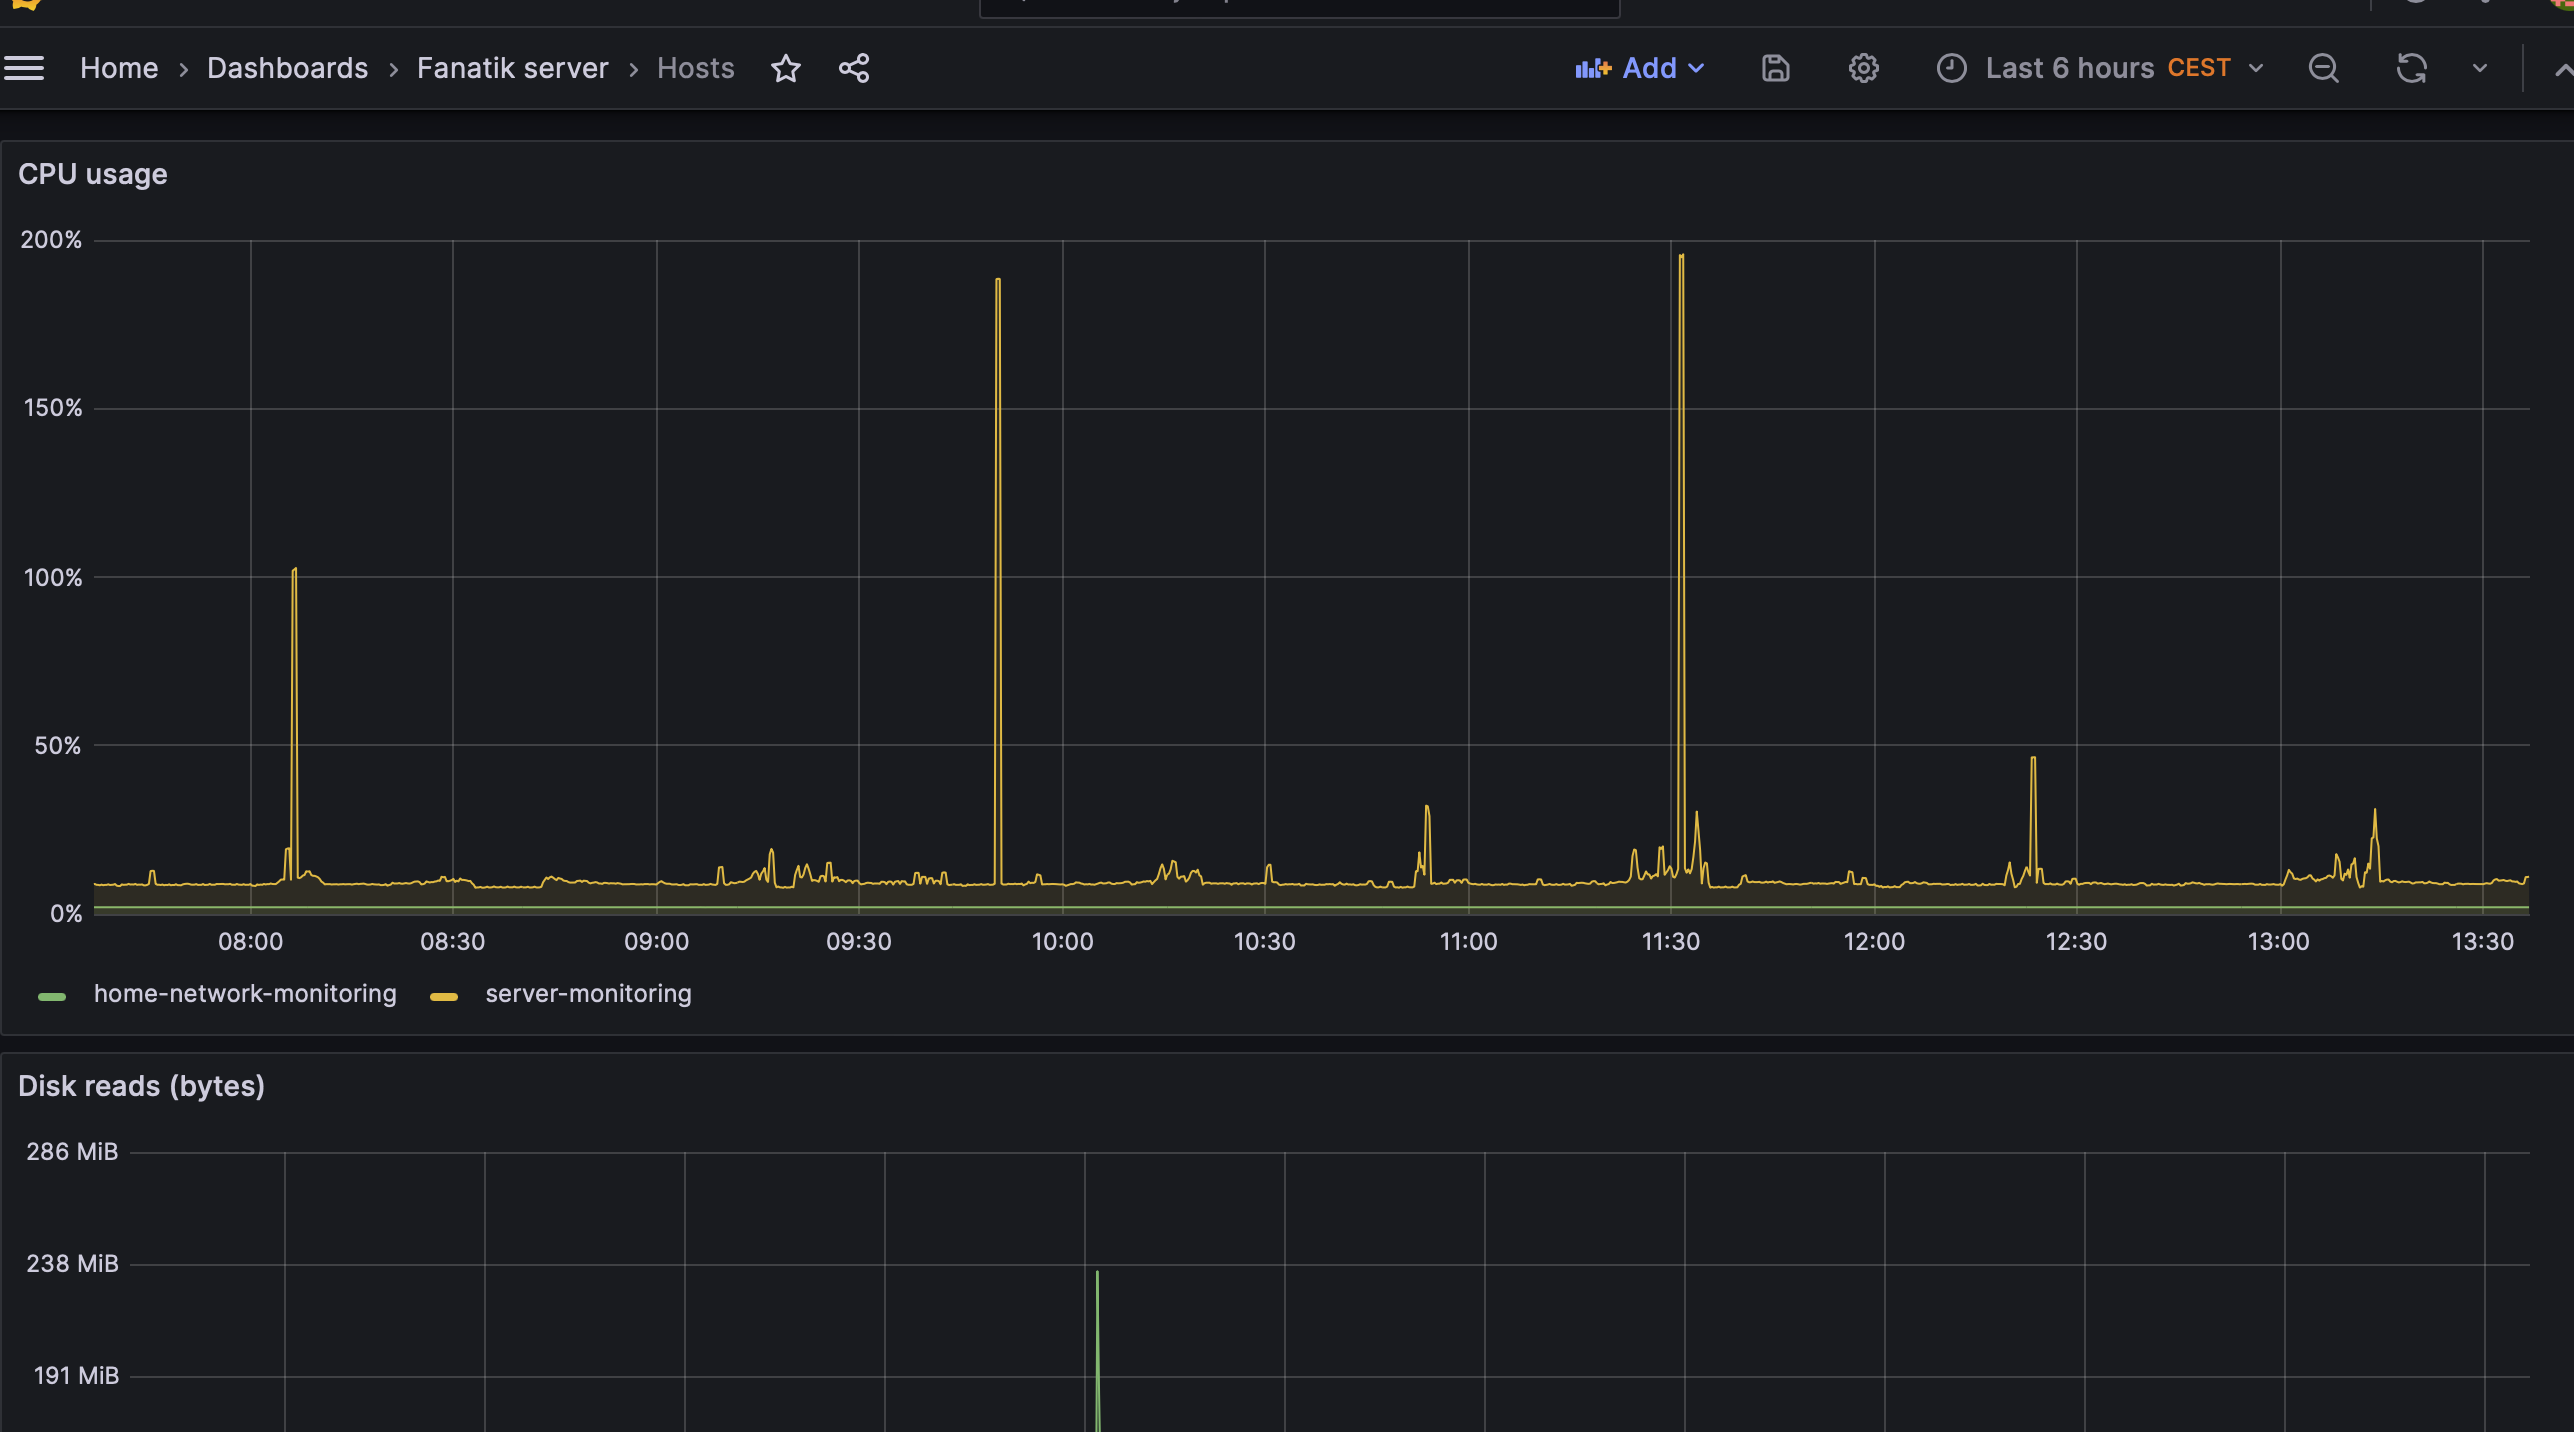 Home › Dashboards › Fanatik server › Hosts
Add
Last 6 hours CEST
CPU usage
200%
150%
100%
50%
0%
08:00 08:30 09:00 09:30 10:00 10:30 11:00 11:30 12:00 12:30 13:00 13:30
home-network-monitoring server-monitoring
Disk reads (bytes)
286 MiB
238 MiB
191 MiB